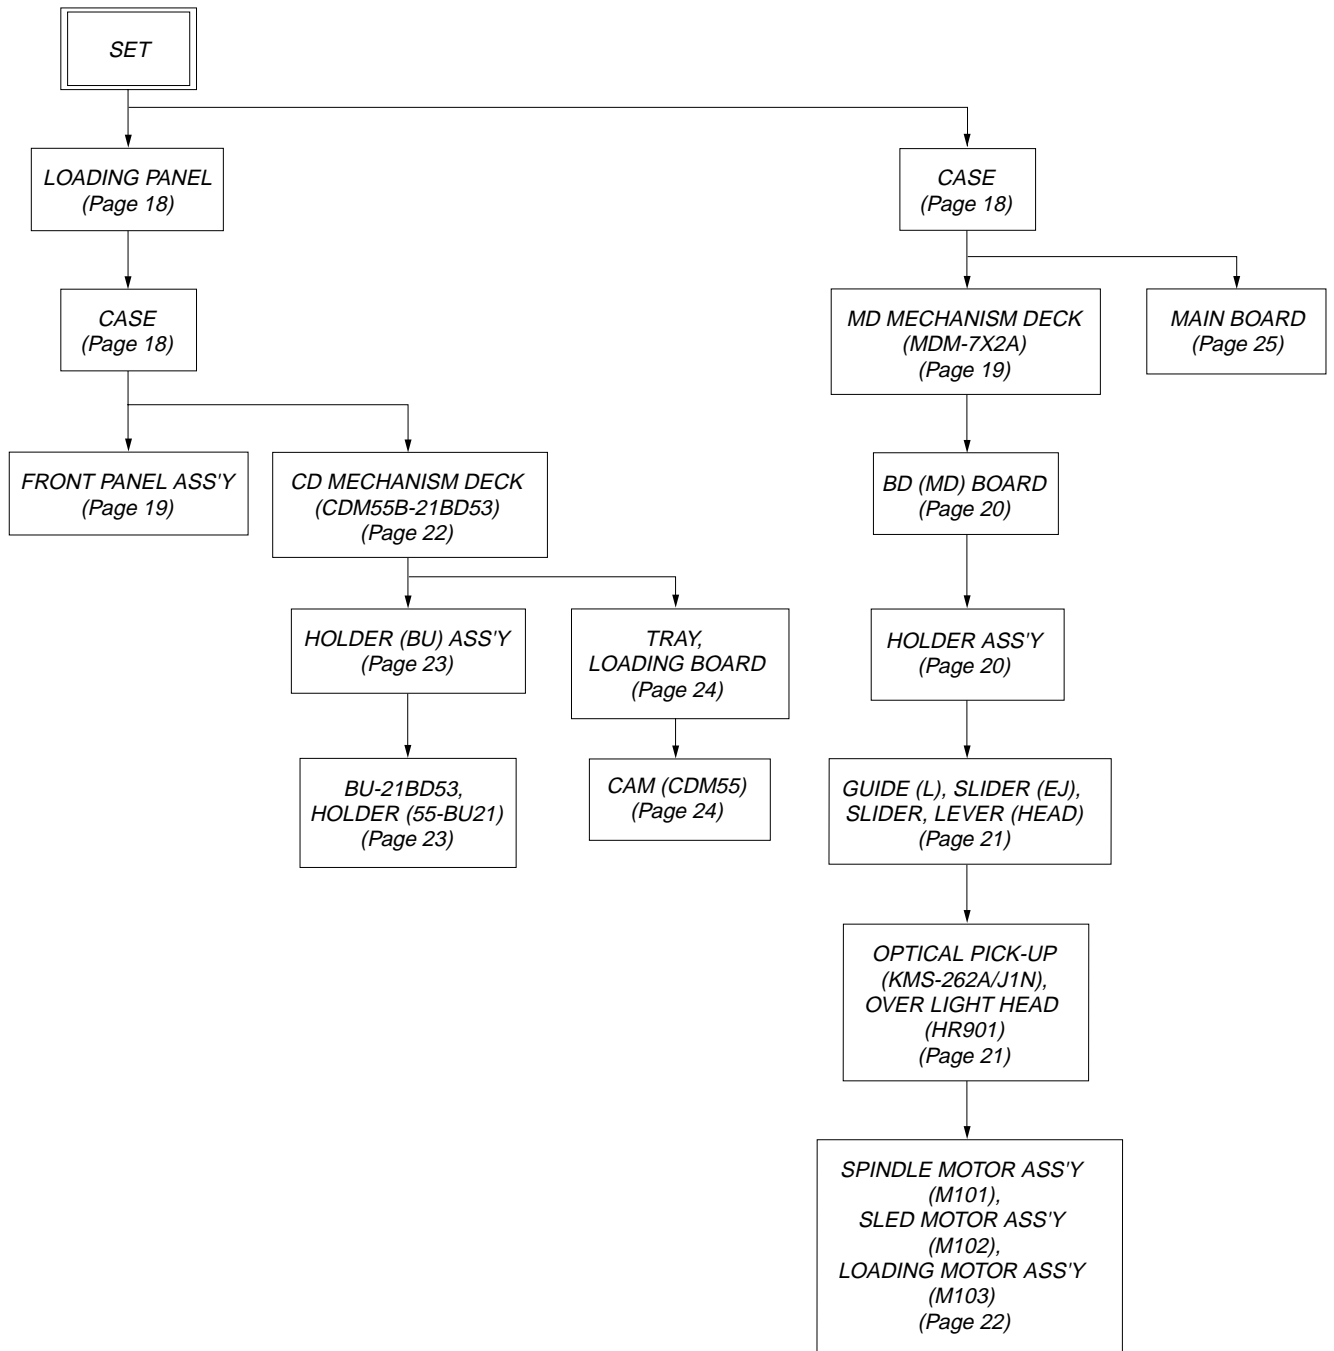 SET
LOADING PANEL
(Page 18)
CASE
(Page 18)
CASE
(Page 18)
MD MECHANISM DECK
(MDM-7X2A)
(Page 19)
MAIN BOARD
(Page 25)
FRONT PANEL ASS'Y
(Page 19)
CD MECHANISM DECK
(CDM55B-21BD53)
(Page 22)
BD (MD) BOARD
(Page 20)
HOLDER (BU) ASS'Y
(Page 23)
TRAY,
LOADING BOARD
(Page 24)
HOLDER ASS'Y
(Page 20)
BU-21BD53,
HOLDER (55-BU21)
(Page 23)
CAM (CDM55)
(Page 24)
GUIDE (L), SLIDER (EJ),
SLIDER, LEVER (HEAD)
(Page 21)
OPTICAL PICK-UP
(KMS-262A/J1N),
OVER LIGHT HEAD
(HR901)
(Page 21)
SPINDLE MOTOR ASS'Y
(M101),
SLED MOTOR ASS'Y
(M102),
LOADING MOTOR ASS'Y
(M103)
(Page 22)